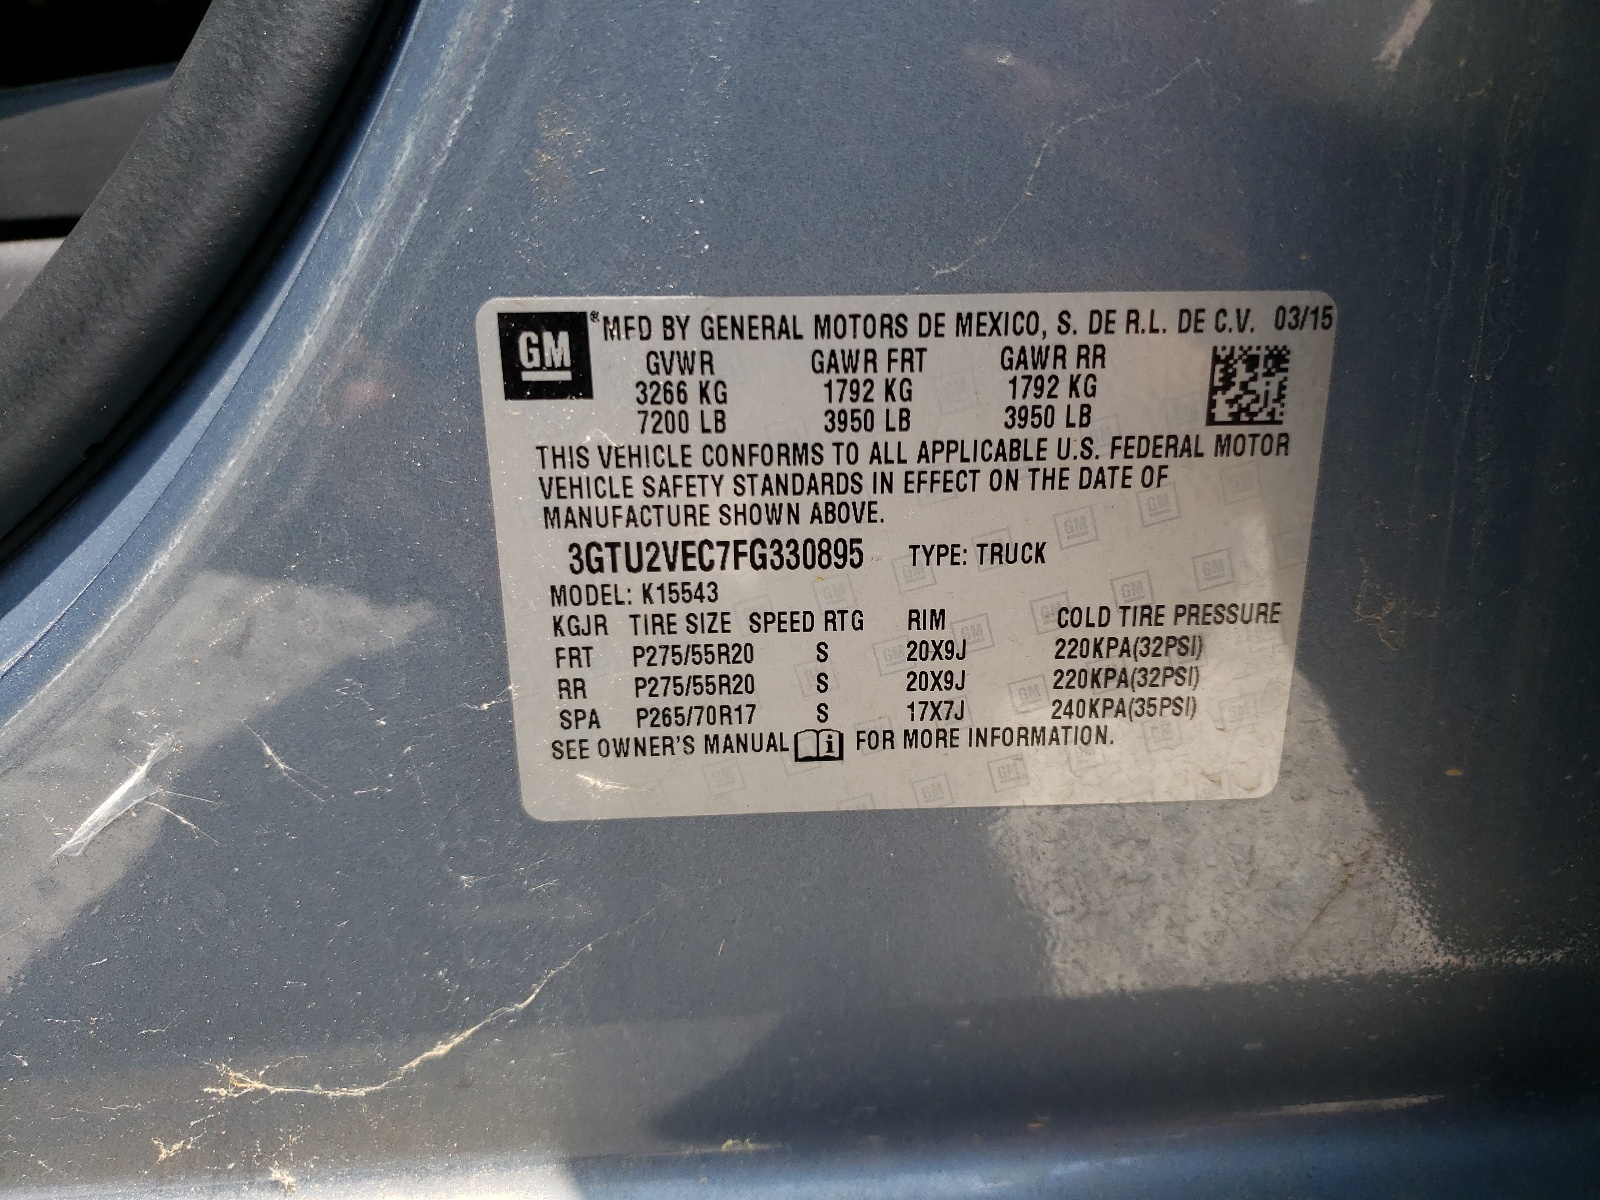 GM ® MFD BY GENERAL MOTORS DE MEXICO, S. DE R.L. DE C.V. 03/15
GVWR GAWR FRT GAWR RR
3266 KG 1792 KG 1792 KG
7200 LB 3950 LB 3950 LB
THIS VEHICLE CONFORMS TO ALL APPLICABLE U.S. FEDERAL MOTOR
VEHICLE SAFETY STANDARDS IN EFFECT ON THE DATE OF
MANUFACTURE SHOWN ABOVE.
3GTU2VEC7FG330895 TYPE: TRUCK
MODEL: K15543
KGJR TIRE SIZE SPEED RTG RIM COLD TIRE PRESSURE
FRT P275/55R20 S 20X9J 220KPA(32PSI)
RR P275/55R20 S 20X9J 220KPA(32PSI)
SPA P265/70R17 S 17X7J 240KPA(35PSI)
SEE OWNER'S MANUAL i FOR MORE INFORMATION.